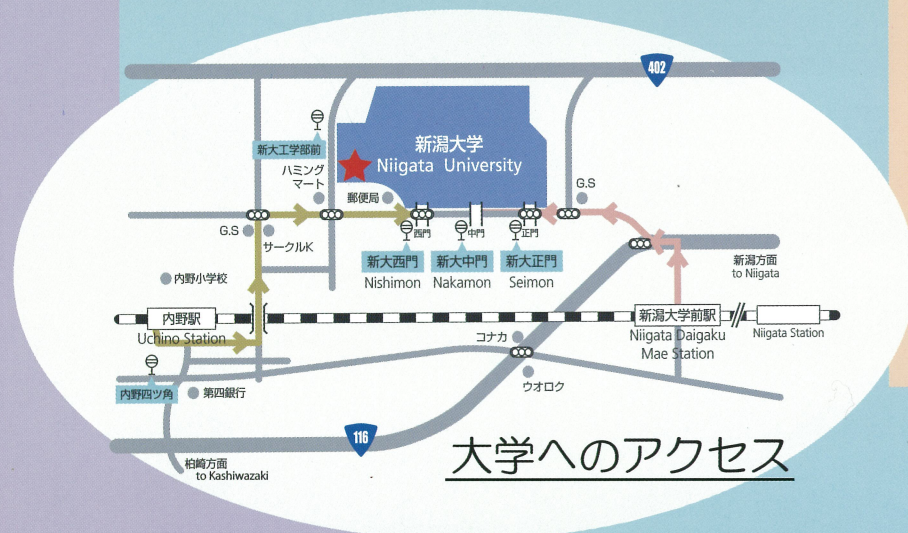 402
新大工学部前
新潟大学
Niigata University
ハミング
マート
郵便局
G.S
G.S
サークルK
西門
中門
正門
新大西門
新大中門
新大正門
Nishimon
Nakamon
Seimon
新潟方面
to Niigata
内野小学校
内野駅
Uchino Station
新潟大学前駅
Niigata Daigaku
Mae Station
Niigata Station
コナカ
ウオロク
内野四ツ角
第四銀行
116
柏崎方面
to Kashiwazaki
大学へのアクセス